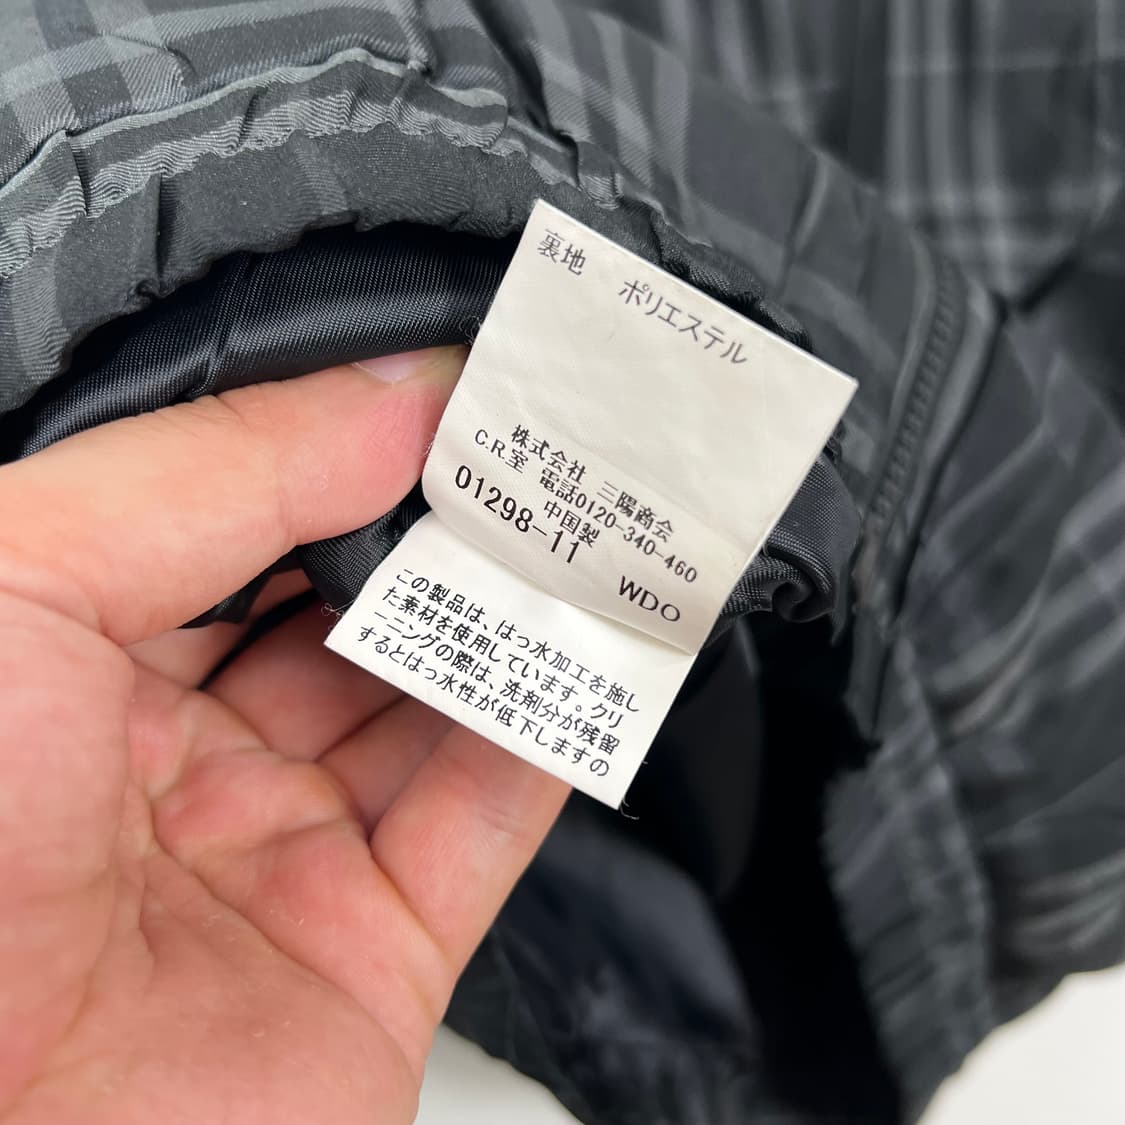 裏地 ポリエステル
株式会社 三陽商会
C.R.室 電話0120-340-460
中国製
01298-11 WDO
この製品は、はっ水加工を施し
た素材を使用しています。クリ
ーニングの際は、洗剤分が残留
するとはっ水性が低下しますの